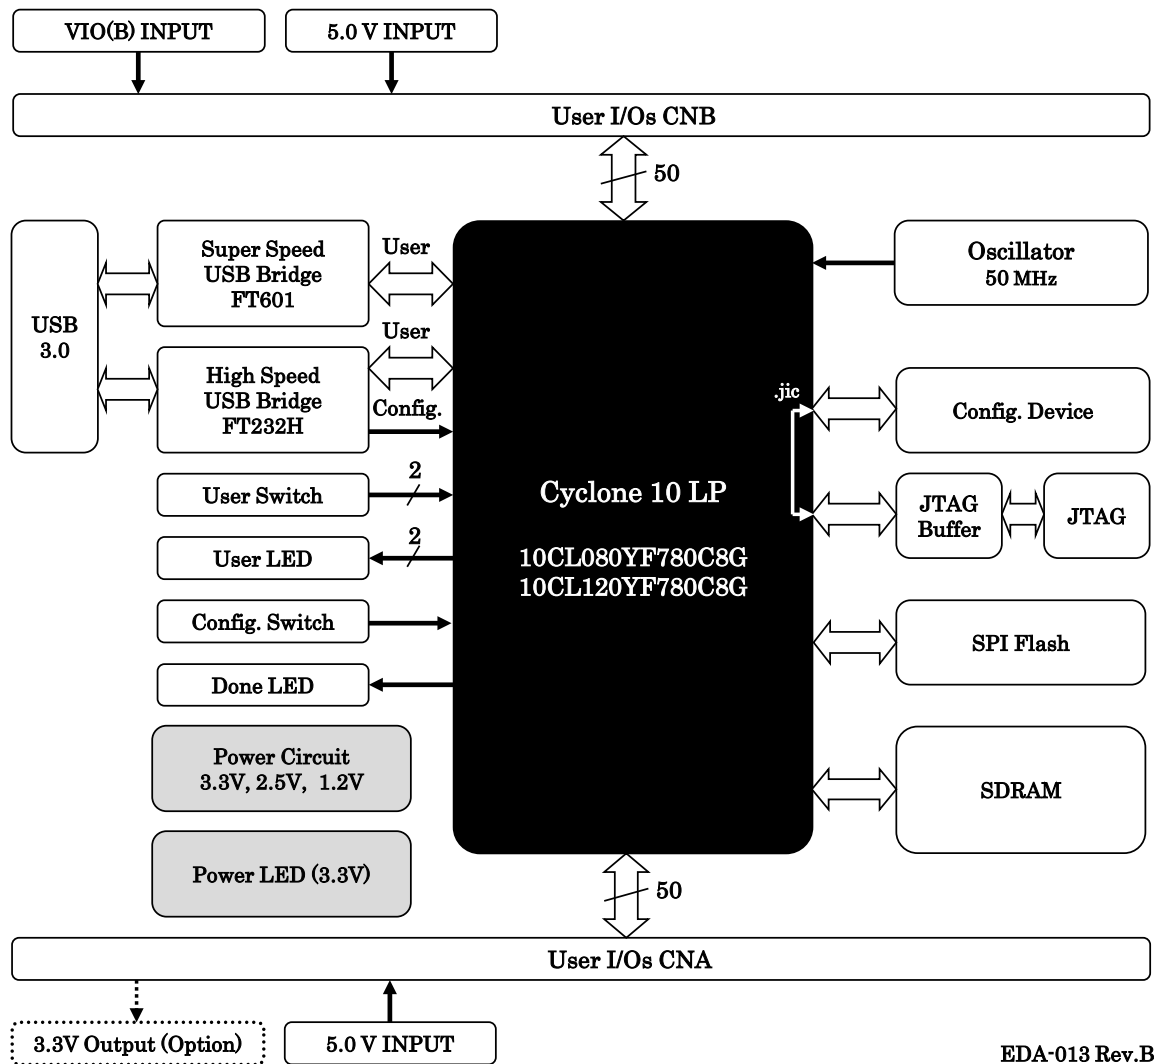 VIO(B) INPUT
5.0 V INPUT
User I/Os CNB
50
Super Speed
USB Bridge
FT601
User
Oscillator
50 MHz
USB
3.0
User
High Speed
USB Bridge
FT232H
Config.
.jic
Config. Device
User Switch
2
Cyclone 10 LP
10CL080YF780C8G
10CL120YF780C8G
JTAG
Buffer
JTAG
User LED
2
Config. Switch
SPI Flash
Done LED
Power Circuit
3.3V, 2.5V, 1.2V
SDRAM
Power LED (3.3V)
50
User I/Os CNA
3.3V Output (Option)
5.0 V INPUT
EDA-013 Rev.B